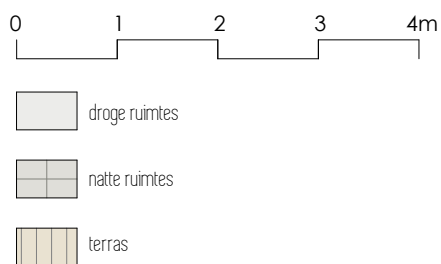 0 1 2 3 4m
droge ruimtes
natte ruimtes
terras